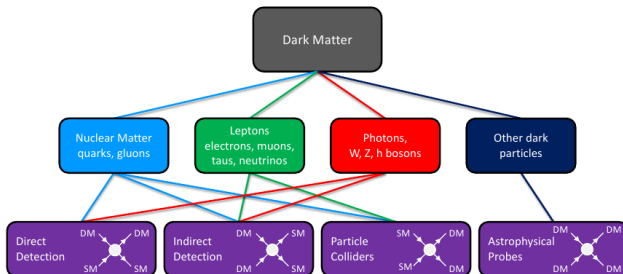 Dark Matter
Nuclear Matter
quarks, gluons
Leptons
electrons, muons,
taus, neutrinos
Photons,
W, Z, h bosons
Other dark
particles
Direct
Detection
DM DM
SM SM
Indirect
Detection
DM SM
DM SM
Particle
Colliders
SM DM
SM DM
Astrophysical
Probes
DM DM
DM DM